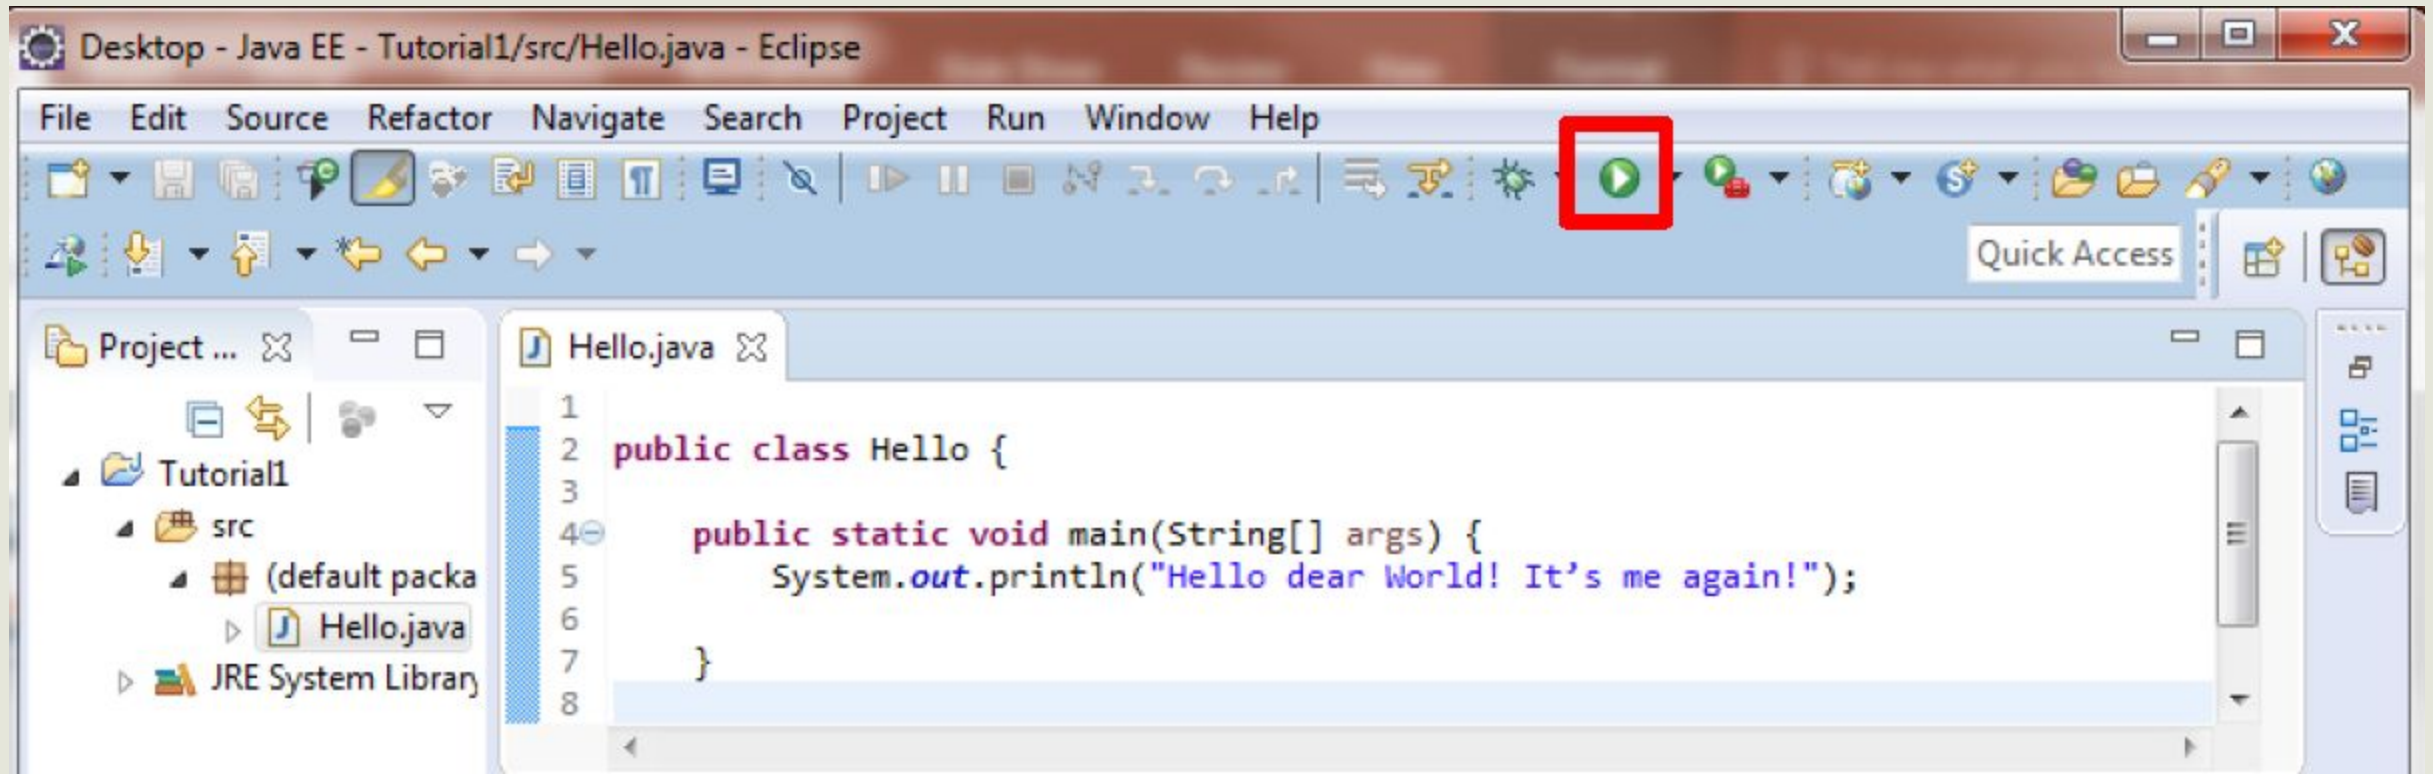 Desktop - Java EE - Tutorial1/src/Hello.java - Eclipse
File Edit Source Refactor Navigate Search Project Run Window Help
Quick Access
Project ...
Hello.java
Tutorial1
src
(default packa
Hello.java
JRE System Library
1
2 public class Hello {
3
4 public static void main(String[] args) {
5 System.out.println("Hello dear World! It’s me again!");
6
7 }
8